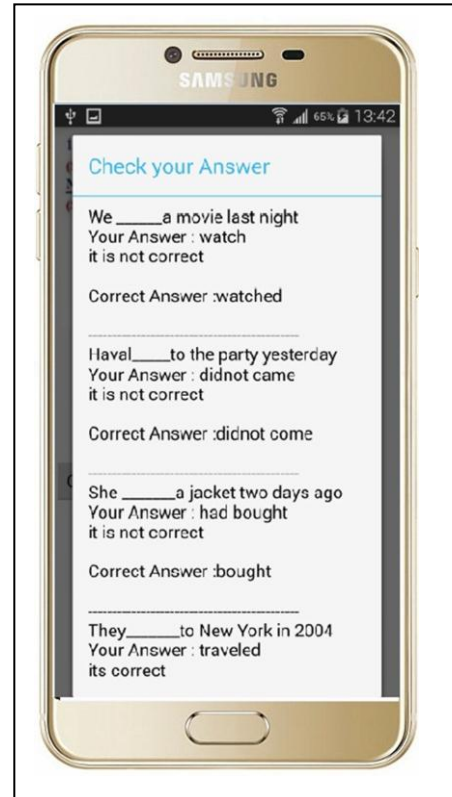 SAMSUNG
65% 13:42
Check your Answer
We ______a movie last night
Your Answer : watch
it is not correct
Correct Answer :watched
Haval_____to the party yesterday
Your Answer : didnot came
it is not correct
Correct Answer :didnot come
She _______a jacket two days ago
Your Answer : had bought
it is not correct
Correct Answer :bought
They_______to New York in 2004
Your Answer : traveled
its correct